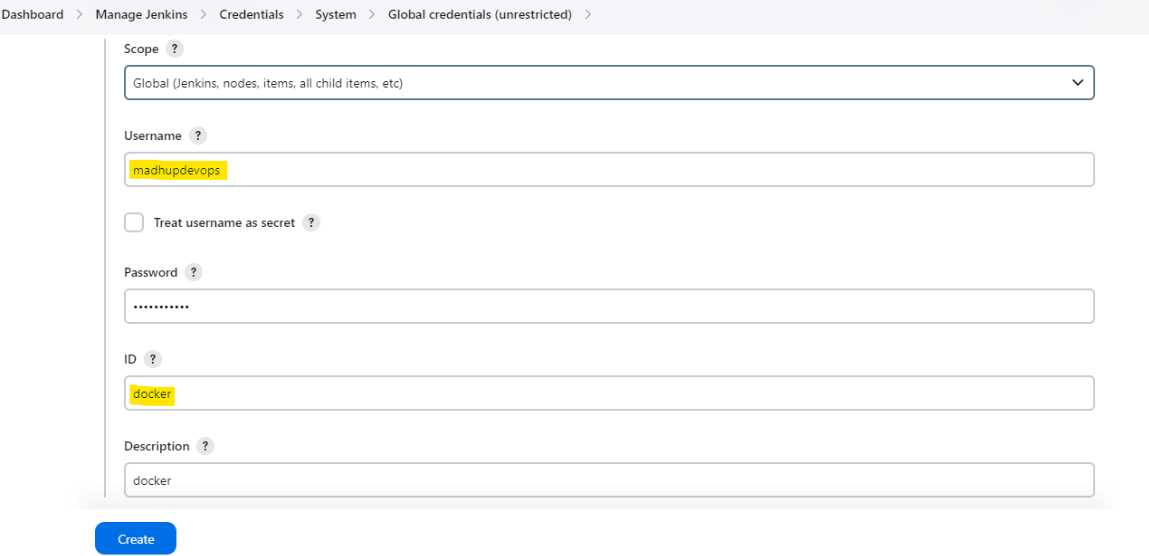 Dashboard > Manage Jenkins > Credentials > System > Global credentials (unrestricted) >
Scope ?
Global (Jenkins, nodes, items, all child items, etc)
Username ?
madhupdevops
Treat username as secret ?
Password ?
•••••••••••
ID ?
docker
Description ?
docker
Create